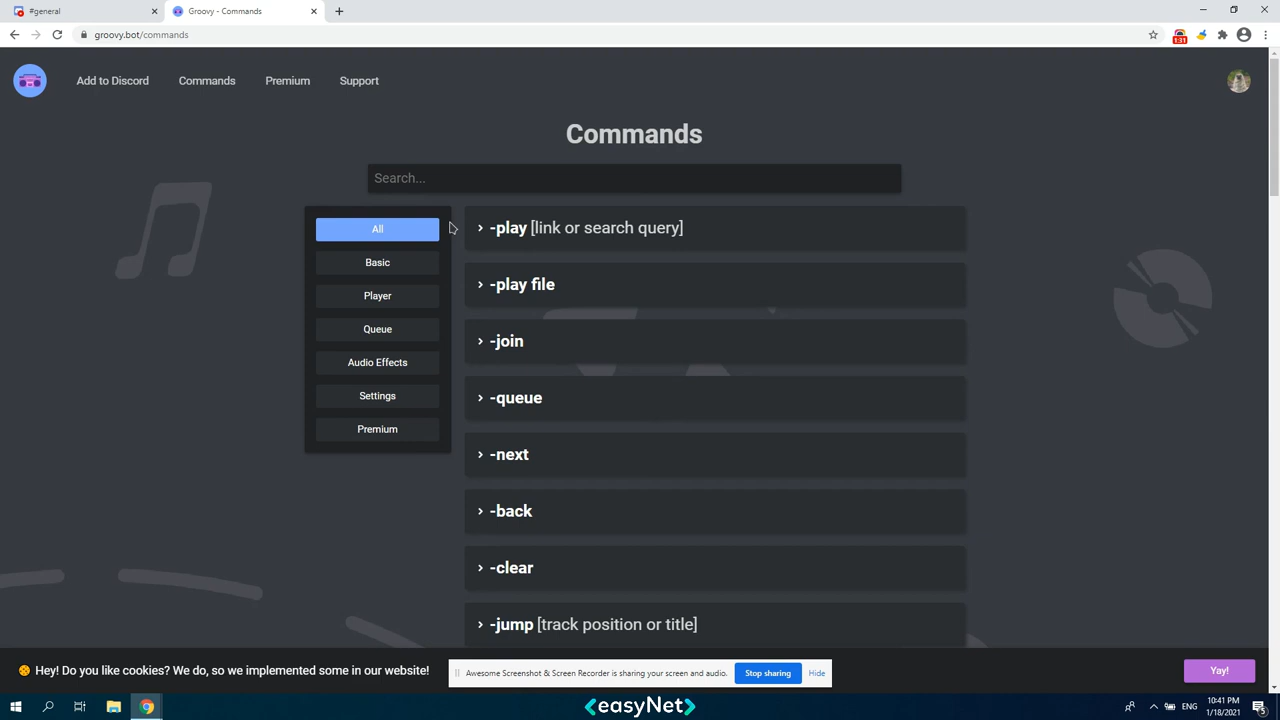 #general
Groovy - Commands
groovy.bot/commands
1:31
Add to Discord
Commands
Premium
Support
Commands
Search...
All
Basic
Player
Queue
Audio Effects
Settings
Premium
-play [link or search query]
-play file
-join
-queue
-next
-back
-clear
-jump [track position or title]
Hey! Do you like cookies? We do, so we implemented some in our website!
Awesome Screenshot & Screen Recorder is sharing your screen and audio.
Stop sharing
Hide
Yay!
<easyNet>
ENG
10:41 PM
1/18/2021
5